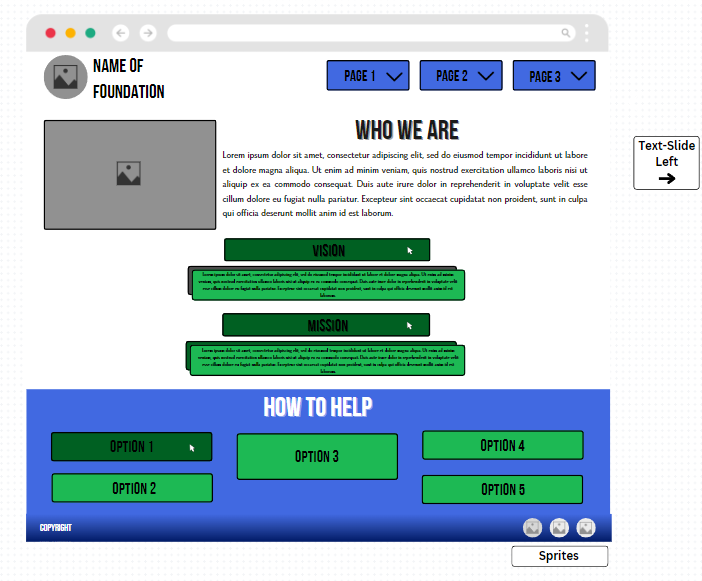 NAME OF
FOUNDATION
PAGE 1
PAGE 2
PAGE 3
WHO WE ARE
Lorem ipsum dolor sit amet, consectetur adipiscing elit, sed do eiusmod tempor incididunt ut labore
et dolore magna aliqua. Ut enim ad minim veniam, quis nostrud exercitation ullamco laboris nisi ut
aliquip ex ea commodo consequat. Duis aute irure dolor in reprehenderit in voluptate velit esse
cillum dolore eu fugiat nulla pariatur. Excepteur sint occaecat cupidatat non proident, sunt in culpa
qui officia deserunt mollit anim id est laborum.
Text-Slide
Left
VISION
Lorem ipsum dolor sit amet, consectetur adipiscing elit, sed do eiusmod tempor incididunt ut labore et dolore magna aliqua. Ut enim ad minim
veniam, quis nostrud exercitation ullamco laboris nisi ut aliquip ex ea commodo consequat. Duis aute irure dolor in reprehenderit in voluptate velit
esse cillum dolore eu fugiat nulla pariatur. Excepteur sint occaecat cupidatat non proident, sunt in culpa qui officia deserunt mollit anim id est
laborum.
MISSION
Lorem ipsum dolor sit amet, consectetur adipiscing elit, sed do eiusmod tempor incididunt ut labore et dolore magna aliqua. Ut enim ad minim
veniam, quis nostrud exercitation ullamco laboris nisi ut aliquip ex ea commodo consequat. Duis aute irure dolor in reprehenderit in voluptate velit
esse cillum dolore eu fugiat nulla pariatur. Excepteur sint occaecat cupidatat non proident, sunt in culpa qui officia deserunt mollit anim id est
laborum.
HOW TO HELP
OPTION 1
OPTION 2
OPTION 3
OPTION 4
OPTION 5
COPYRIGHT
Sprites